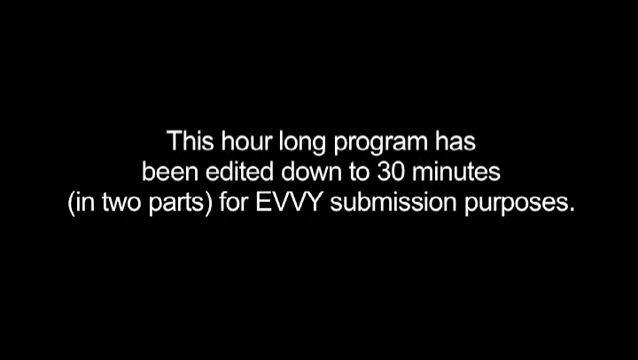 This hour long program has
been edited down to 30 minutes
(in two parts) for EVVY submission purposes.